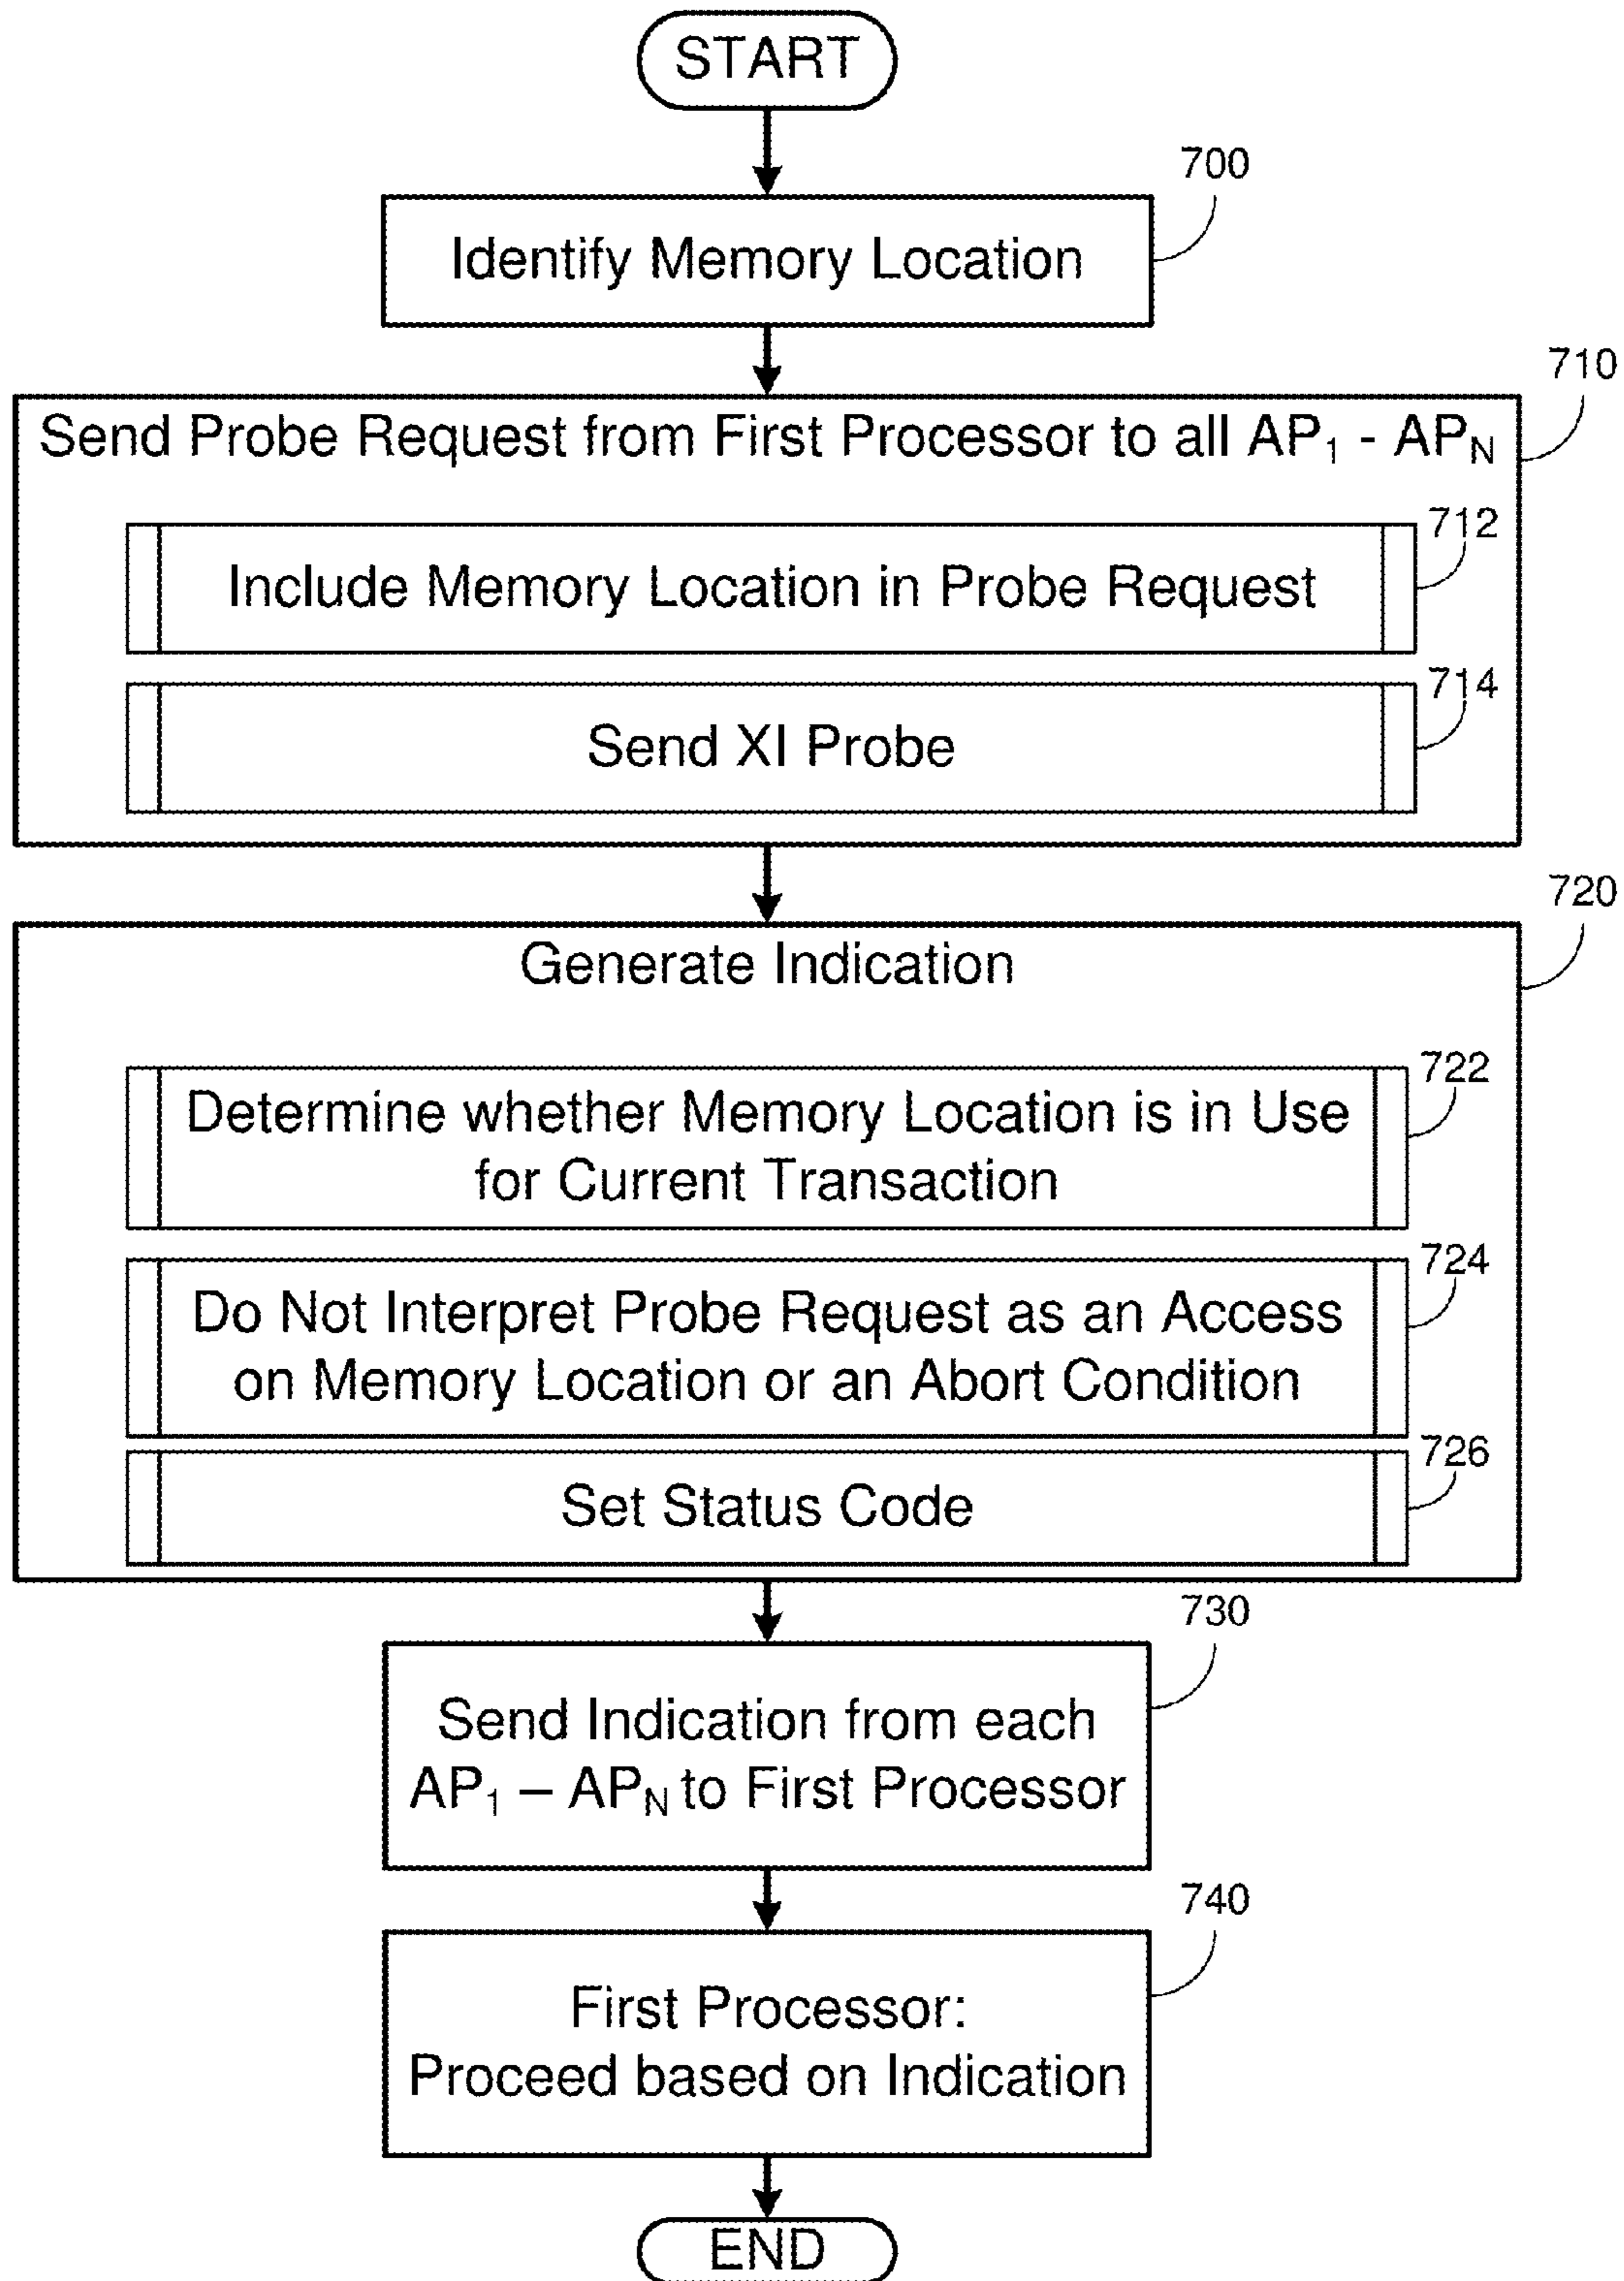 START
700
Identify Memory Location
710
Send Probe Request from First Processor to all AP₁ - APN
712
Include Memory Location in Probe Request
714
Send XI Probe
720
Generate Indication
722
Determine whether Memory Location is in Use
for Current Transaction
724
Do Not Interpret Probe Request as an Access
on Memory Location or an Abort Condition
726
Set Status Code
730
Send Indication from each
AP₁ – APN to First Processor
740
First Processor:
Proceed based on Indication
END